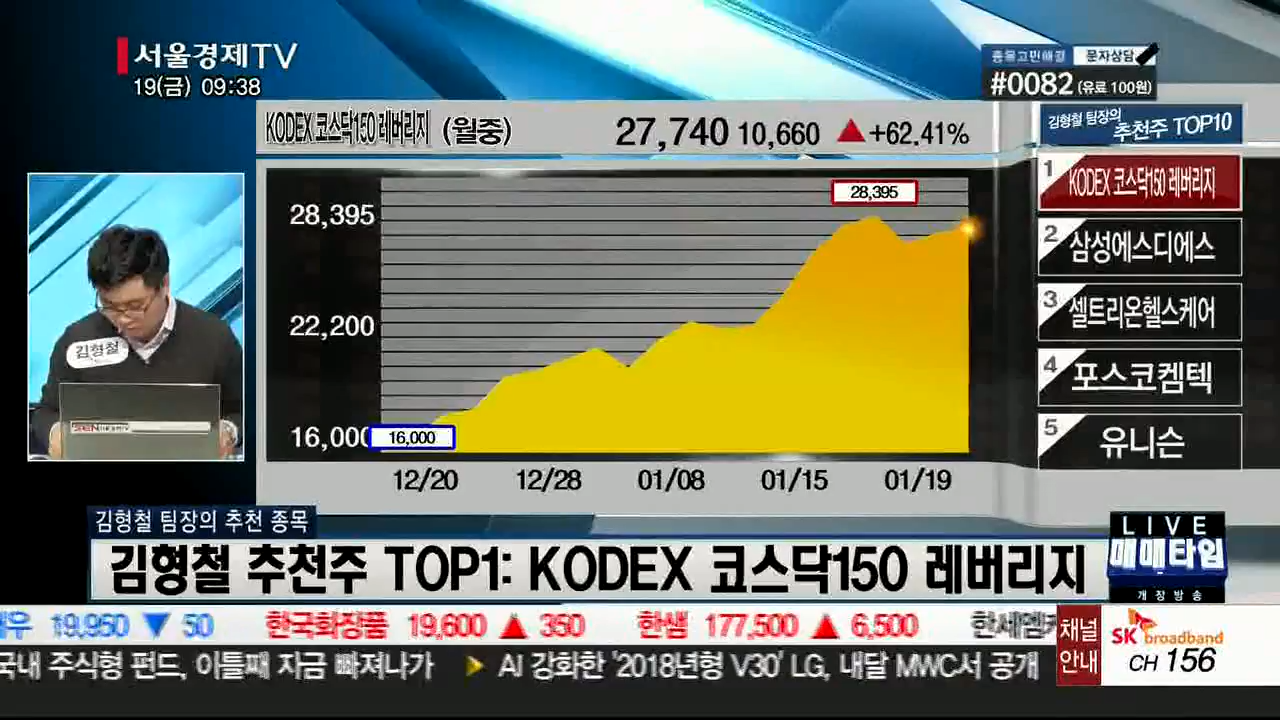 서울경제TV
19(금) 09:38
종목고민해결 문자상담
#0082 (유료 100원)
KODEX 코스닥150 레버리지 (월중) 27,740 10,660 ▲ +62.41%
28,395
22,200
16,000
28,395
16,000
12/20 12/28 01/08 01/15 01/19
김형철 팀장의
추천주 TOP10
1 KODEX 코스닥150 레버리지
2 삼성에스디에스
3 셀트리온헬스케어
4 포스코켐텍
5 유니슨
김형철
김형철 팀장의 추천 종목
김형철 추천주 TOP1: KODEX 코스닥150 레버리지
LIVE
매매타임
개장방송
19,950 ▼ 50 한국화장품 19,600 ▲ 350 한샘 177,500 ▲ 6,500
국내 주식형 펀드, 이틀째 자금 빠져나가 ▶ AI 강화한 '2018년형 V30' LG, 내달 MWC서 공개
채널
안내
SK broadband
CH 156